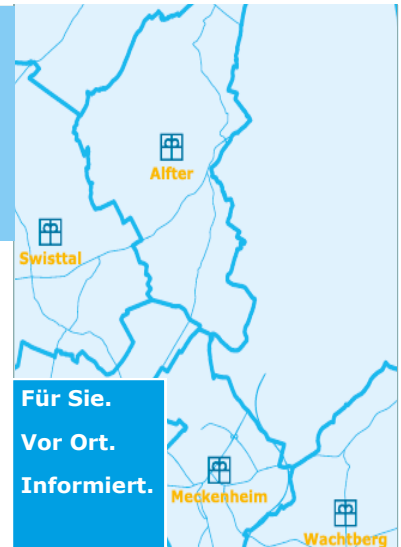 Alfter
Swisttal
Für Sie.
Vor Ort.
Informiert.
Meckenheim
Wachtberg